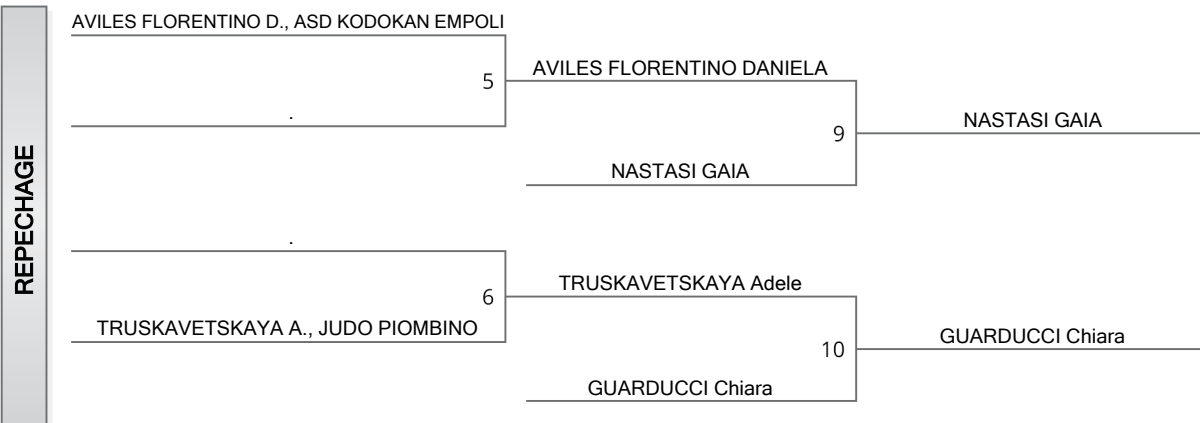 REPECHAGE
AVILES FLORENTINO D., ASD KODOKAN EMPOLI
5
.
AVILES FLORENTINO DANIELA
9
NASTASI GAIA
NASTASI GAIA
.
6
TRUSKAVETSKAYA A., JUDO PIOMBINO
TRUSKAVETSKAYA Adele
10
GUARDUCCI Chiara
GUARDUCCI Chiara